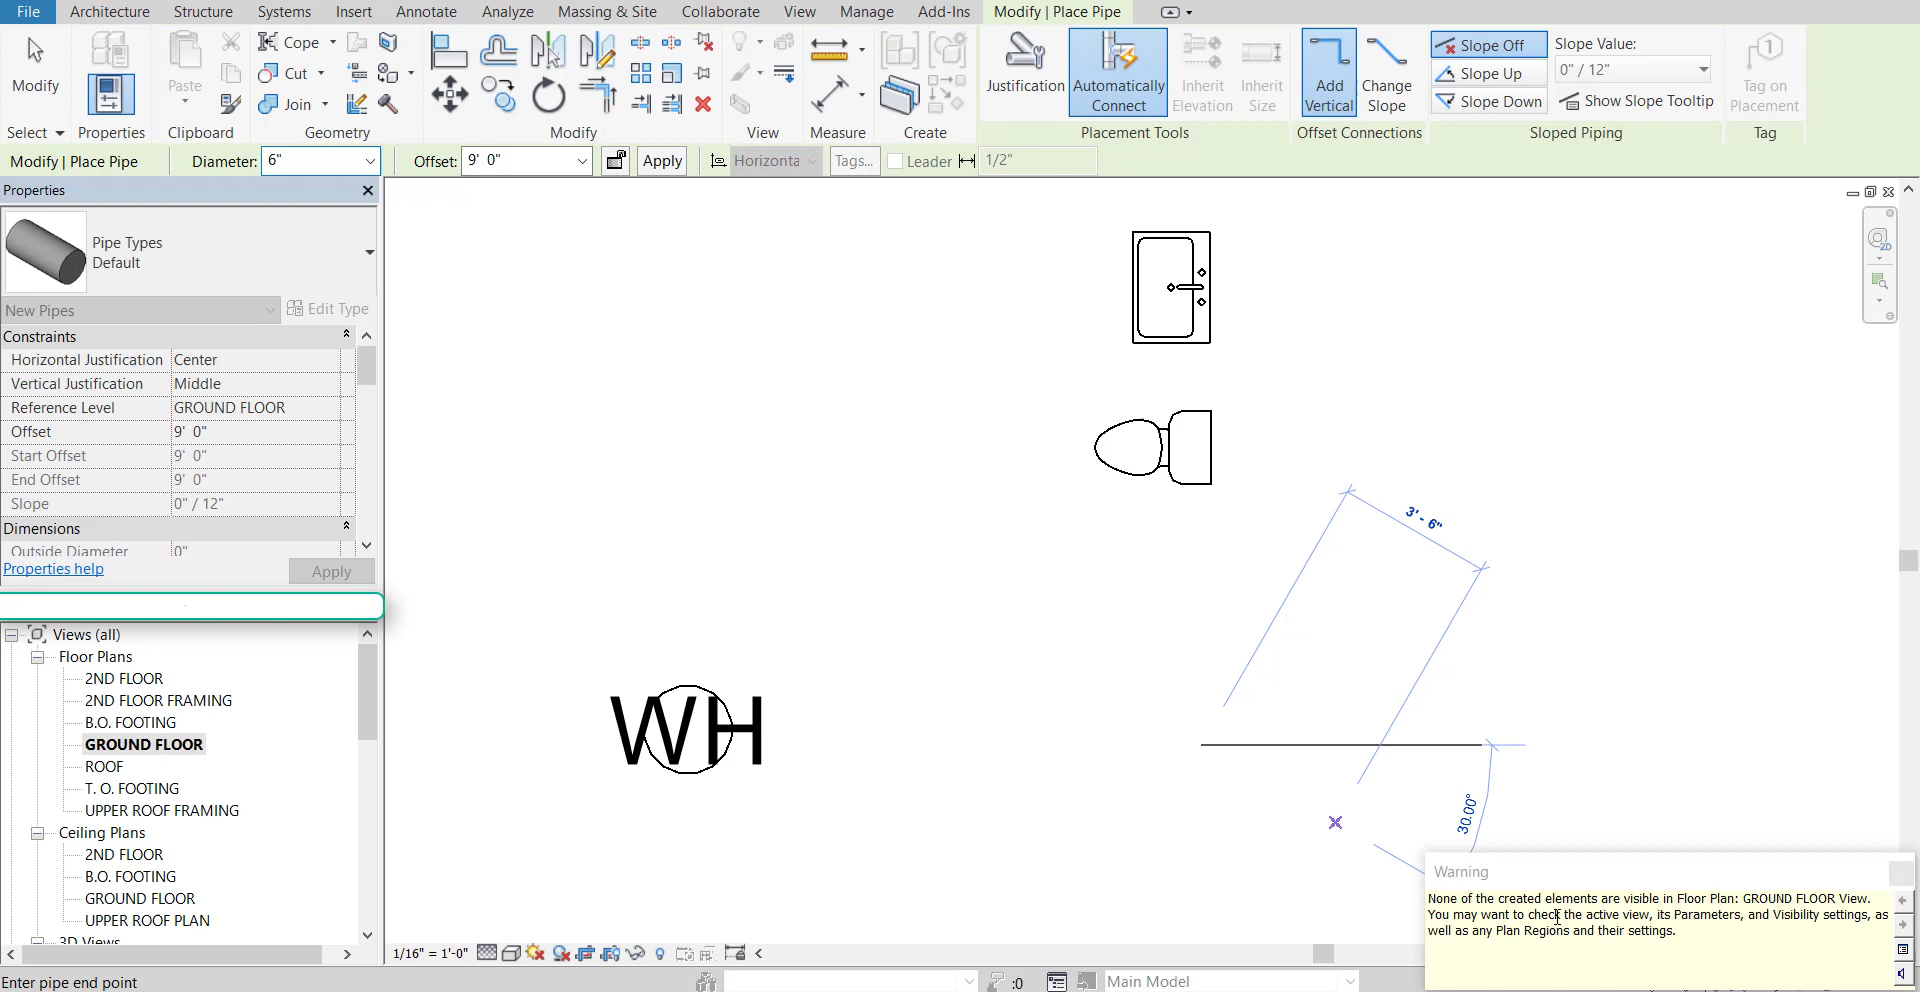 File Architecture Structure Systems Insert Annotate Analyze Massing & Site Collaborate View Manage Add-Ins Modify | Place Pipe
Modify
Select
Properties
Paste
Clipboard
Cope
Cut
Join
Geometry
Modify
View
Measure
Create
Justification
Automatically Connect
Inherit Elevation
Inherit Size
Placement Tools
Add Vertical
Change Slope
Offset Connections
Slope Off
Slope Up
Slope Down
Slope Value:
0" / 12"
Show Slope Tooltip
Sloped Piping
Tag on Placement
Tag
Modify | Place Pipe Diameter: 6" Offset: 9' 0" Apply Horizonta Tags... Leader 1/2"
Properties
Pipe Types
Default
New Pipes Edit Type
Constraints
Horizontal Justification Center
Vertical Justification Middle
Reference Level GROUND FLOOR
Offset 9' 0"
Start Offset 9' 0"
End Offset 9' 0"
Slope 0" / 12"
Dimensions
Outside Diameter 0"
Properties help Apply
Views (all)
Floor Plans
2ND FLOOR
2ND FLOOR FRAMING
B.O. FOOTING
GROUND FLOOR
ROOF
T. O. FOOTING
UPPER ROOF FRAMING
Ceiling Plans
2ND FLOOR
B.O. FOOTING
GROUND FLOOR
UPPER ROOF PLAN
3D Views
2D
3' - 6"
WH
30.00°
Warning
None of the created elements are visible in Floor Plan: GROUND FLOOR View.
You may want to check the active view, its Parameters, and Visibility settings, as
well as any Plan Regions and their settings.
1/16" = 1'-0"
Enter pipe end point :0 Main Model